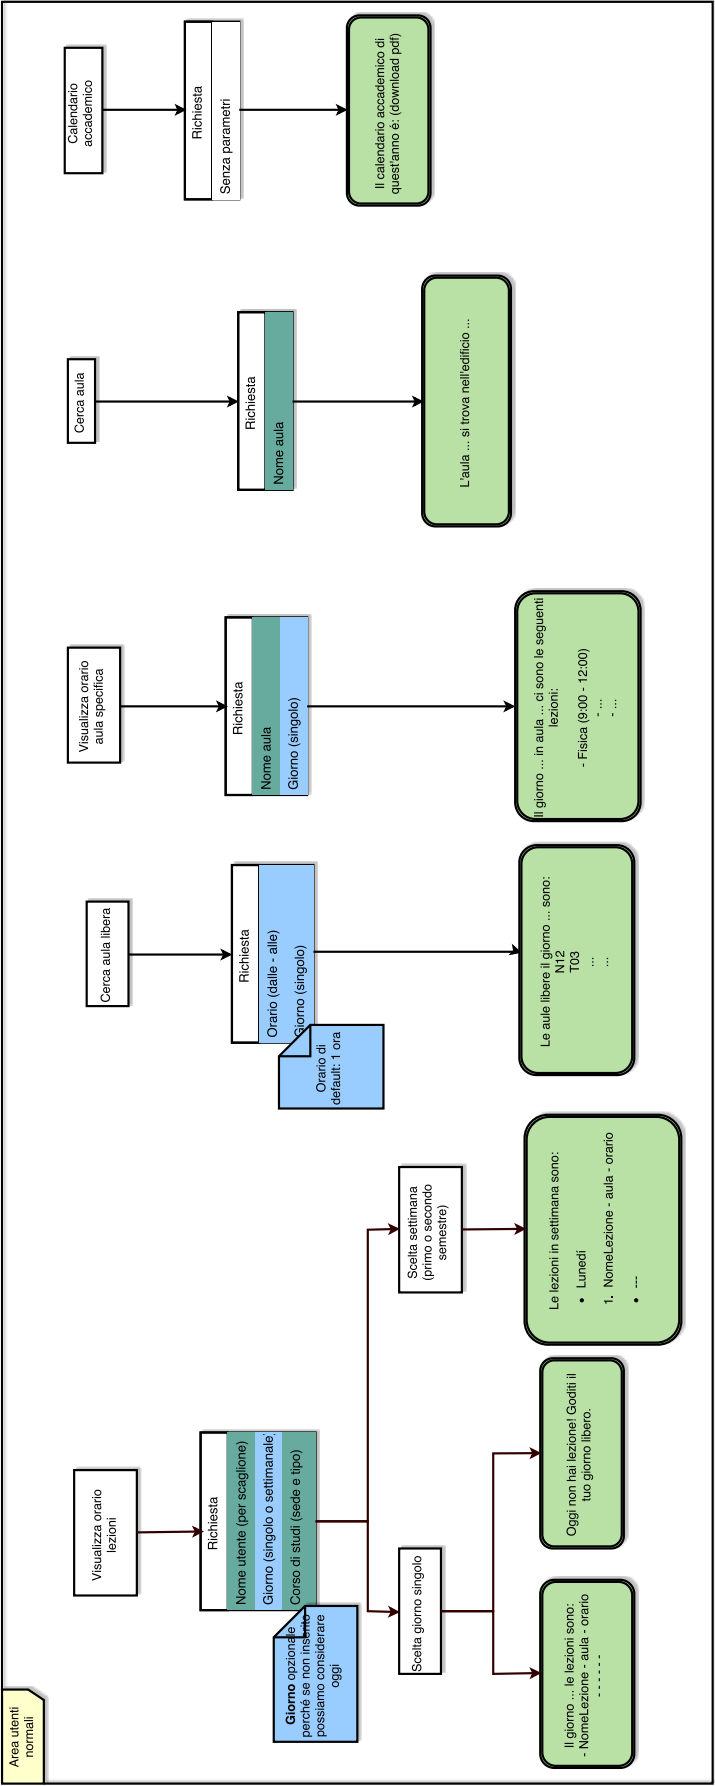 Area utenti
normali
Visualizza orario
lezioni
Richiesta
Nome utente (per scaglione)
Giorno (singolo o settimanale)
Corso di studi (sede e tipo)
Giorno opzionale
perché se non inserito
possiamo considerare
oggi
Scelta giorno singolo
Il giorno ... le lezioni sono:
- NomeLezione - aula - orario
- - - - - -
Oggi non hai lezione! Goditi il
tuo giorno libero.
Scelta settimana
(primo o secondo
semestre)
Le lezioni in settimana sono:
• Lunedí
1. NomeLezione - aula - orario
• ---
Cerca aula libera
Richiesta
Orario (dalle - alle)
Giorno (singolo)
Orario di
default: 1 ora
Le aule libere il giorno ... sono:
N12
T03
...
...
Visualizza orario
aula specifica
Richiesta
Nome aula
Giorno (singolo)
Il giorno ... in aula ... ci sono le seguenti
lezioni:
- Fisica (9:00 - 12:00)
- ...
- ...
Cerca aula
Richiesta
Nome aula
L'aula ... si trova nell'edificio ...
Calendario
accademico
Richiesta
Senza parametri
Il calendario accademico di
quest'anno é: (download pdf)